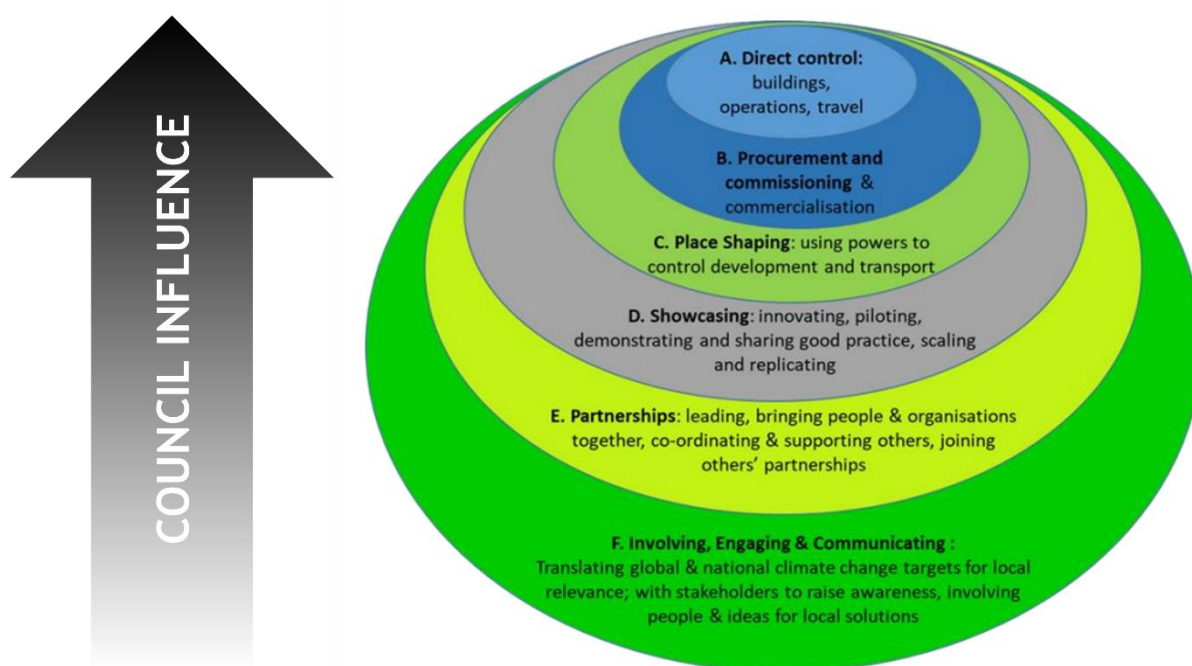 COUNCIL INFLUENCE
A. Direct control:
buildings,
operations, travel
B. Procurement and
commissioning &
commercialisation
C. Place Shaping: using powers to
control development and transport
D. Showcasing: innovating, piloting,
demonstrating and sharing good practice, scaling
and replicating
E. Partnerships: leading, bringing people & organisations
together, co-ordinating & supporting others, joining
others’ partnerships
F. Involving, Engaging & Communicating :
Translating global & national climate change targets for local
relevance; with stakeholders to raise awareness, involving
people & ideas for local solutions